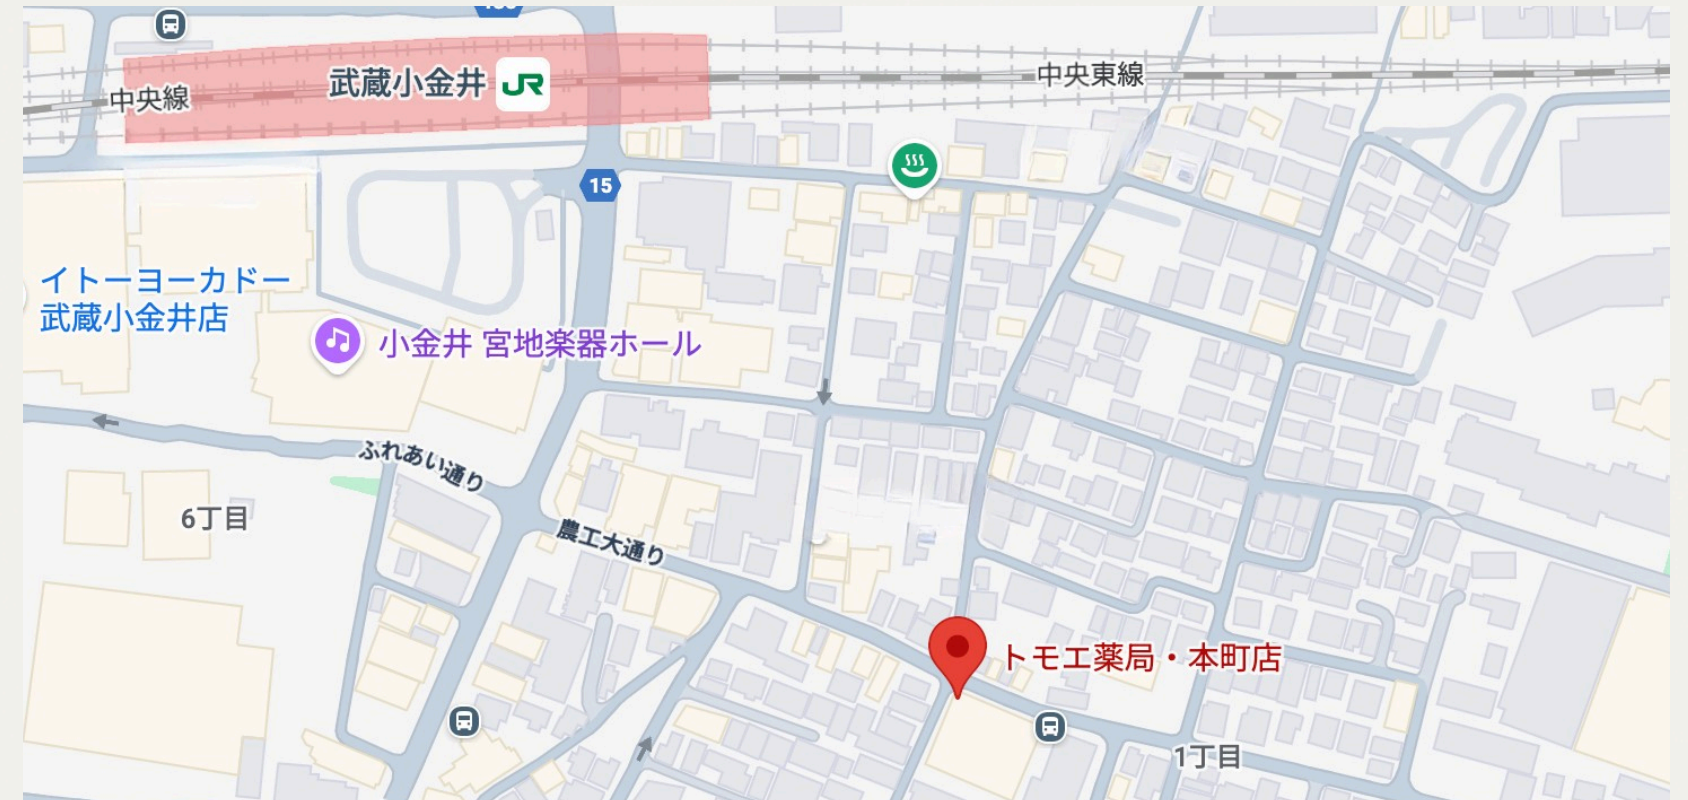 武蔵小金井
JR
中央線
中央東線
15
イトーヨーカドー
武蔵小金井店
小金井 宮地楽器ホール
ふれあい通り
6丁目
農工大通り
トモエ薬局・本町店
1丁目